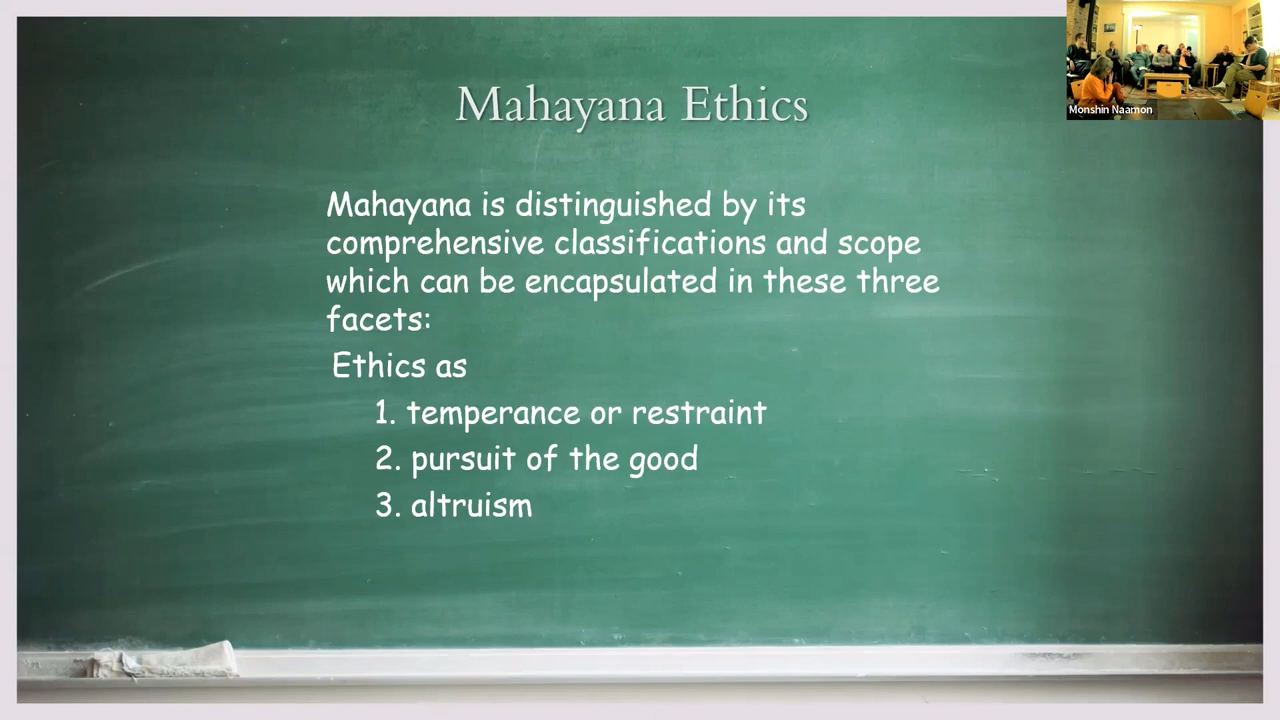 Mahayana Ethics
Monshin Naamon
Mahayana is distinguished by its
comprehensive classifications and scope
which can be encapsulated in these three
facets:
Ethics as
1. temperance or restraint
2. pursuit of the good
3. altruism